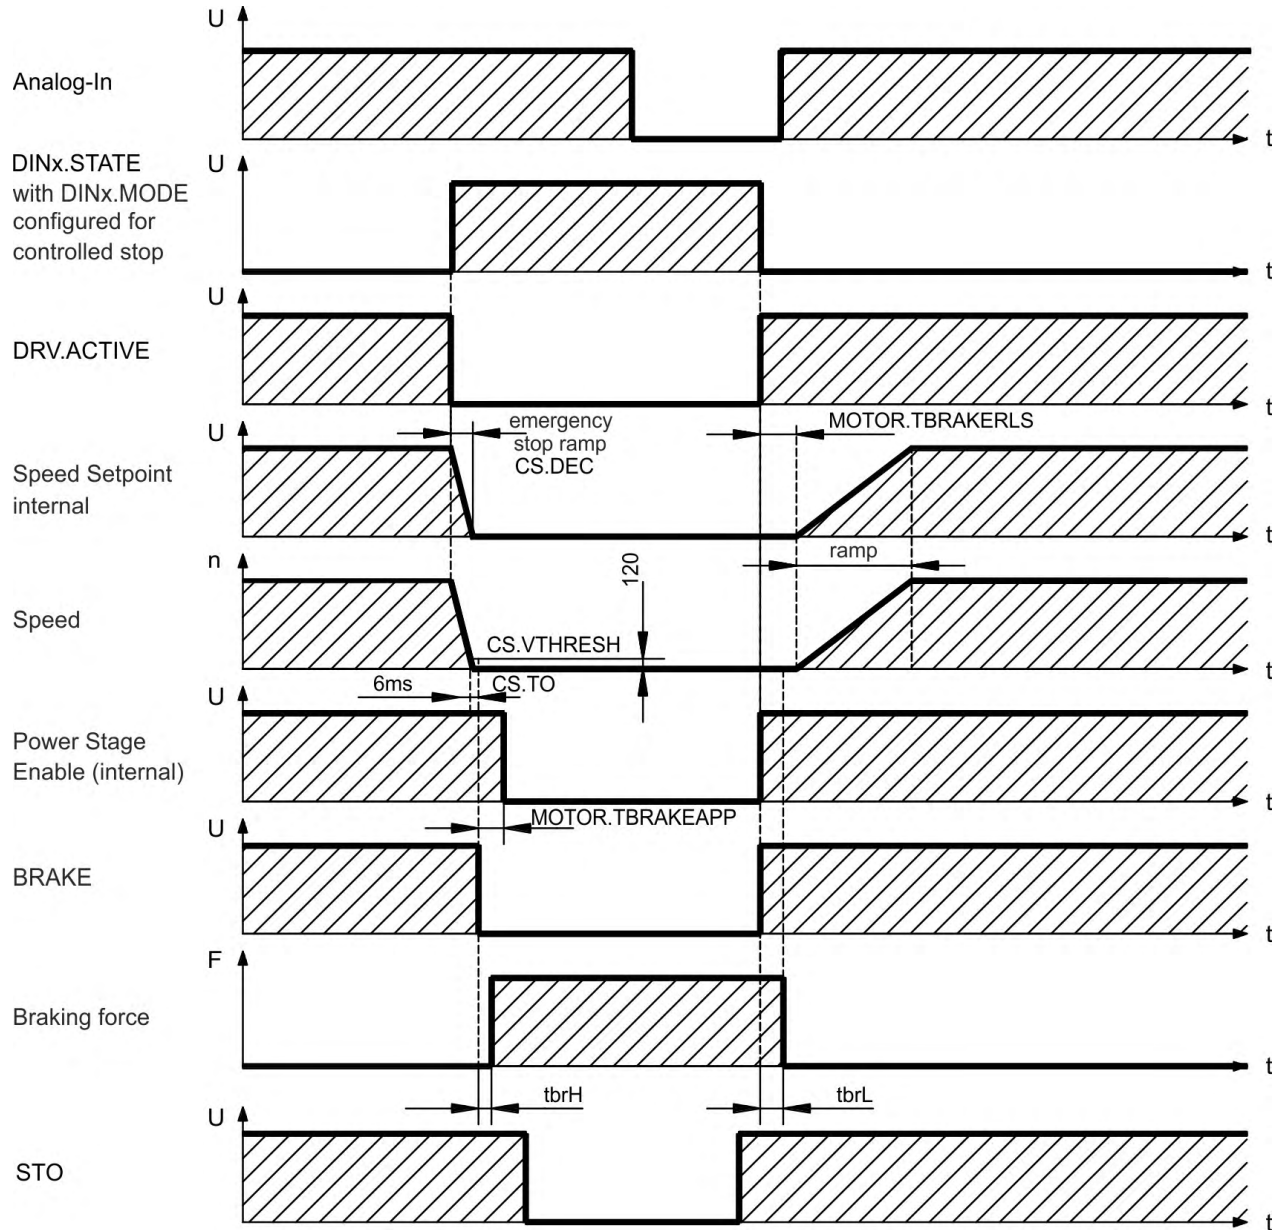 U
Analog-In
t
DINx.STATE
with DINx.MODE
configured for
controlled stop
U
t
U
DRV.ACTIVE
t
U
emergency
stop ramp
CS.DEC
MOTOR.TBRAKERLS
Speed Setpoint
internal
t
n
120
ramp
Speed
CS.VTHRESH
t
6ms
CS.TO
U
Power Stage
Enable (internal)
t
MOTOR.TBRAKEAPP
U
BRAKE
t
F
Braking force
t
tbrH
tbrL
U
STO
t